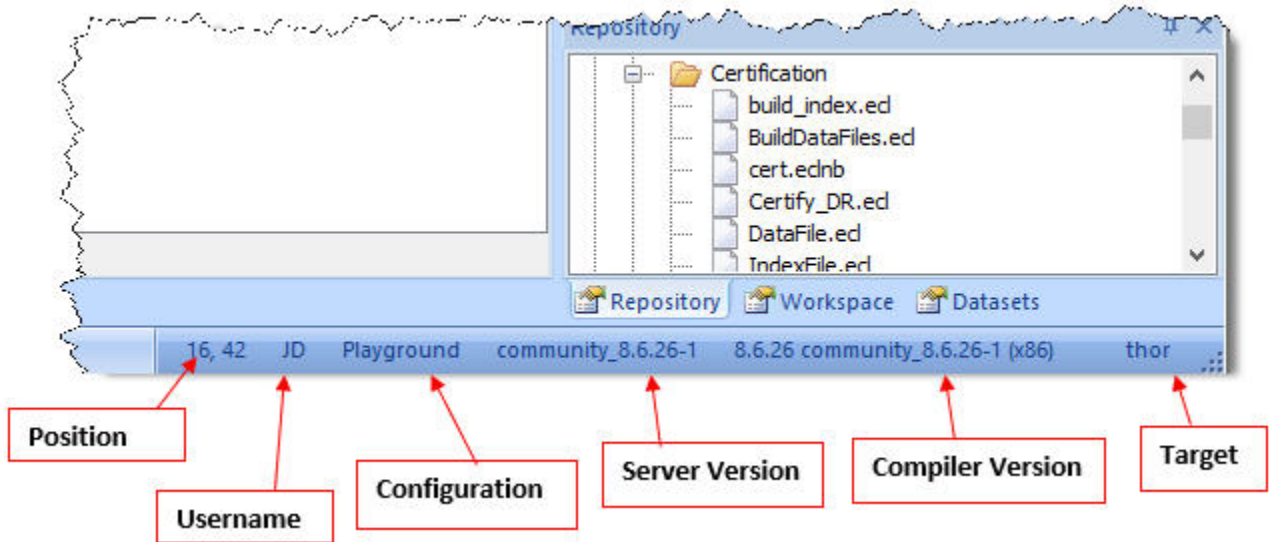 Repository
Certification
build_index.ecl
BuildDataFiles.ecl
cert.eclnb
Certify_DR.ecl
DataFile.ecl
IndexFile.ecl
Repository Workspace Datasets
16, 42 JD Playground community_8.6.26-1 8.6.26 community_8.6.26-1 (x86) thor
Position
Username
Configuration
Server Version
Compiler Version
Target